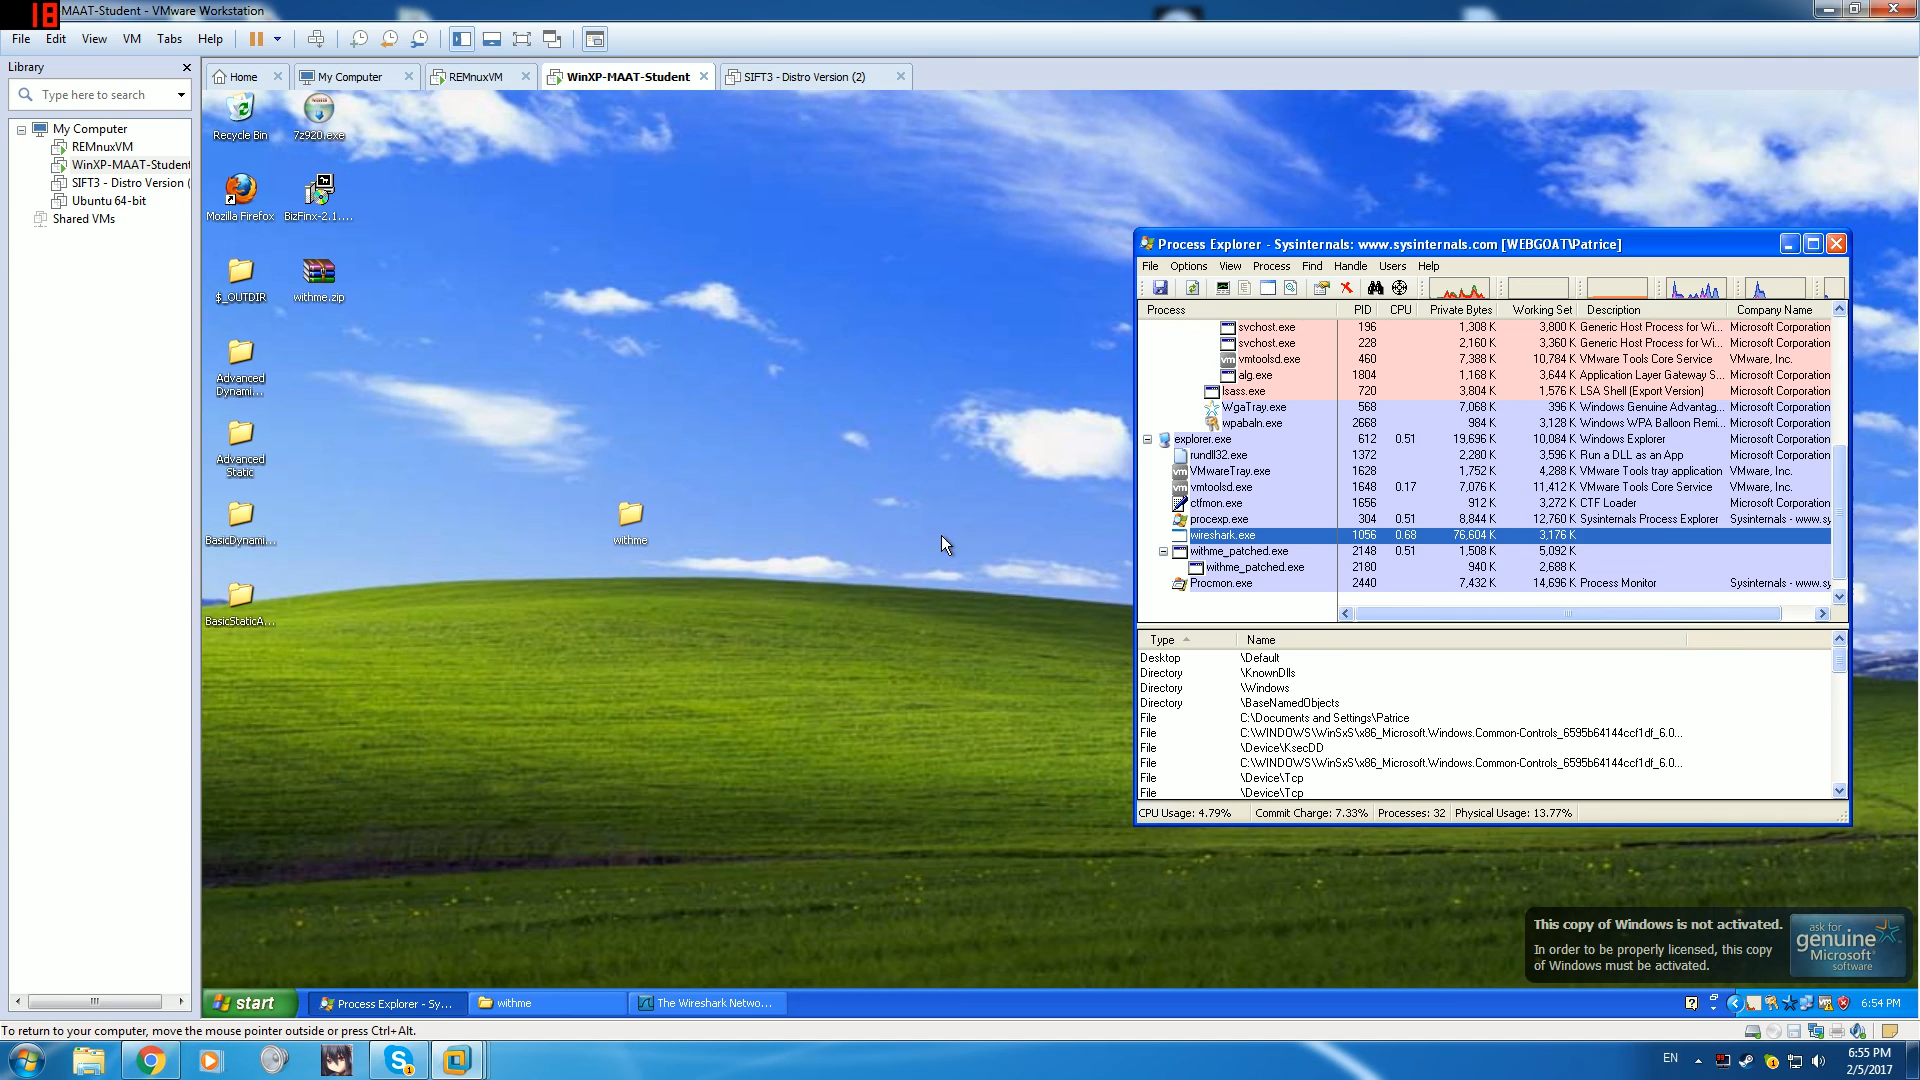 18
-MAAT-Student - VMware Workstation
File Edit View VM Tabs Help
Library
Type here to search
My Computer
REMnuxVM
WinXP-MAAT-Student
SIFT3 - Distro Version (
Ubuntu 64-bit
Shared VMs
Home
My Computer
REMnuxVM
WinXP-MAAT-Student
SIFT3 - Distro Version (2)
Recycle Bin
7z920.exe
Mozilla Firefox
BizFinx-2.1....
$_OUTDIR
withme.zip
Advanced
Dynami...
Advanced
Static
BasicDynami...
withme
BasicStaticA...
Process Explorer - Sysinternals: www.sysinternals.com [WEBGOAT\Patrice]
File Options View Process Find Handle Users Help
Process PID CPU Private Bytes Working Set Description Company Name
svchost.exe 196 1,308 K 3,800 K Generic Host Process for Wi... Microsoft Corporation
svchost.exe 228 2,160 K 3,360 K Generic Host Process for Wi... Microsoft Corporation
vm vmtoolsd.exe 460 7,388 K 10,784 K VMware Tools Core Service VMware, Inc.
alg.exe 1804 1,168 K 3,644 K Application Layer Gateway S... Microsoft Corporation
lsass.exe 720 3,804 K 1,576 K LSA Shell (Export Version) Microsoft Corporation
WgaTray.exe 568 7,068 K 396 K Windows Genuine Advantag... Microsoft Corporation
wpabaln.exe 2668 984 K 3,128 K Windows WPA Balloon Remi... Microsoft Corporation
explorer.exe 612 0.51 19,696 K 10,084 K Windows Explorer Microsoft Corporation
rundll32.exe 1372 2,280 K 3,596 K Run a DLL as an App Microsoft Corporation
vm VMwareTray.exe 1628 1,752 K 4,288 K VMware Tools tray application VMware, Inc.
vm vmtoolsd.exe 1648 0.17 7,076 K 11,412 K VMware Tools Core Service VMware, Inc.
ctfmon.exe 1656 912 K 3,272 K CTF Loader Microsoft Corporation
procexp.exe 304 0.51 8,844 K 12,760 K Sysinternals Process Explorer Sysinternals - www.sy
wireshark.exe 1056 0.68 76,604 K 3,176 K
withme_patched.exe 2148 0.51 1,508 K 5,092 K
withme_patched.exe 2180 940 K 2,688 K
Procmon.exe 2440 7,432 K 14,696 K Process Monitor Sysinternals - www.sy
Type Name
Desktop \Default
Directory \KnownDlls
Directory \Windows
Directory \BaseNamedObjects
File C:\Documents and Settings\Patrice
File C:\WINDOWS\WinSxS\x86_Microsoft.Windows.Common-Controls_6595b64144ccf1df_6.0...
File \Device\KsecDD
File C:\WINDOWS\WinSxS\x86_Microsoft.Windows.Common-Controls_6595b64144ccf1df_6.0...
File \Device\Tcp
File \Device\Tcp
CPU Usage: 4.79% Commit Charge: 7.33% Processes: 32 Physical Usage: 13.77%
This copy of Windows is not activated.
In order to be properly licensed, this copy
of Windows must be activated.
ask for
genuine
Microsoft
software
start
Process Explorer - Sy...
withme
The Wireshark Netwo...
6:54 PM
To return to your computer, move the mouse pointer outside or press Ctrl+Alt.
EN
6:55 PM
2/5/2017